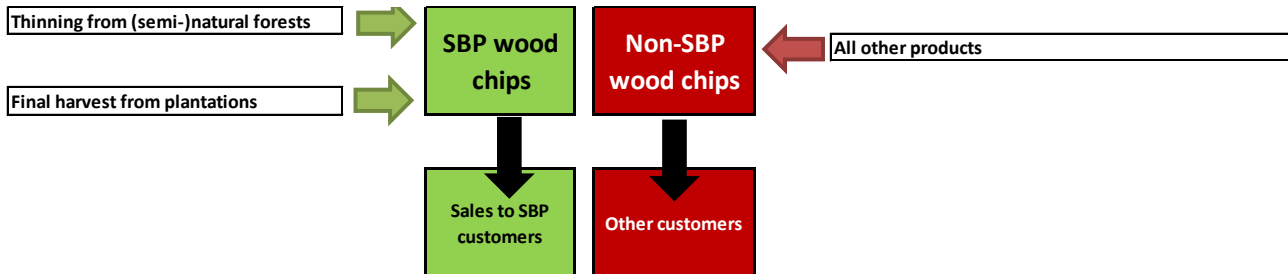 Thinning from (semi-)natural forests
Final harvest from plantations
SBP wood
chips
Non-SBP
wood chips
All other products
Sales to SBP
customers
Other customers